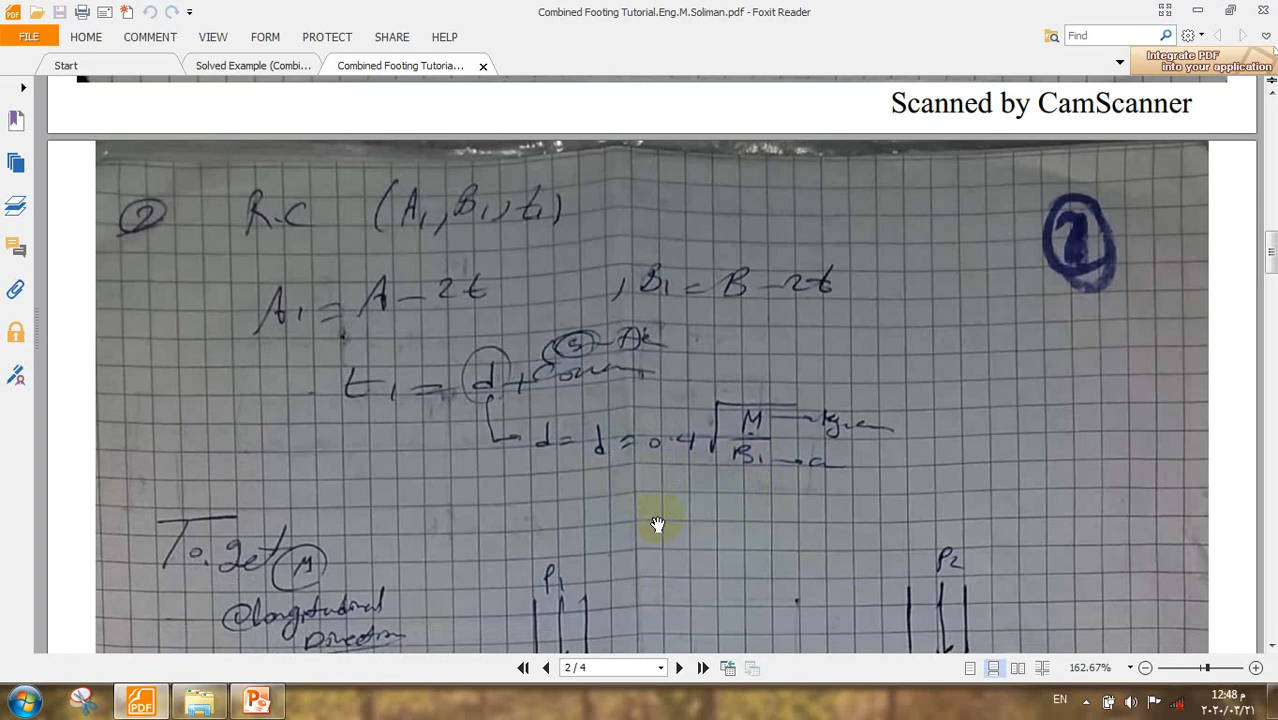 Combined Footing Tutorial.Eng.M.Soliman.pdf - Foxit Reader
FILE HOME COMMENT VIEW FORM PROTECT SHARE HELP
Find
Start
Solved Example (Combi...
Combined Footing Tutoria...
Integrate PDF
into your application
Scanned by CamScanner
2 R.C (A1, B1, t1)
A1 = A - 2t , B1 = B - 2t
t1 = d + Cover
d = d = 0.4 √ M
B1
To get M
@longitudinal
Direction
P1
P2
2 / 4
162.67%
EN
12:48 م
٢٠٢٠/٠٣/٢١